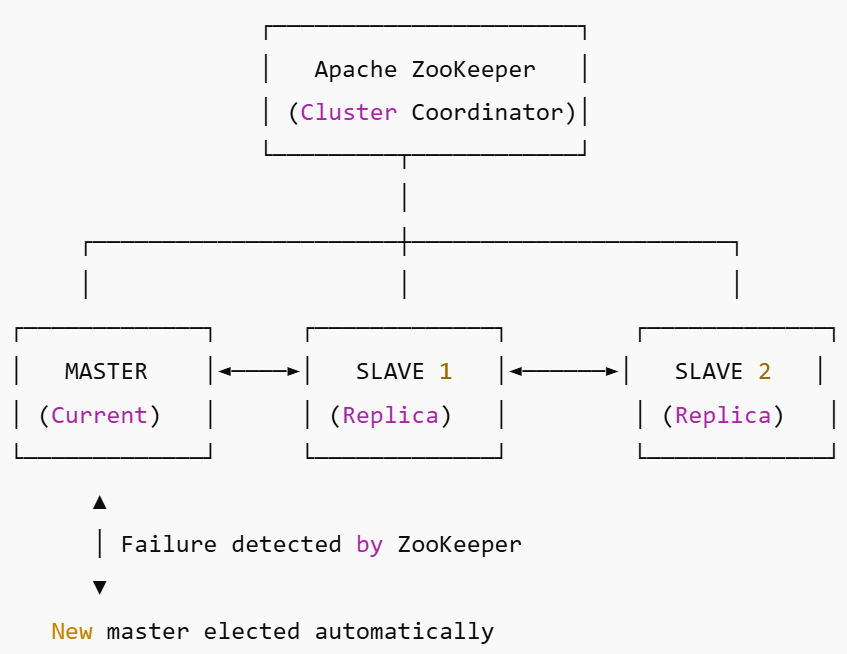 Apache ZooKeeper
(Cluster Coordinator)
MASTER SLAVE 1 SLAVE 2
(Current) (Replica) (Replica)
Failure detected by ZooKeeper
New master elected automatically